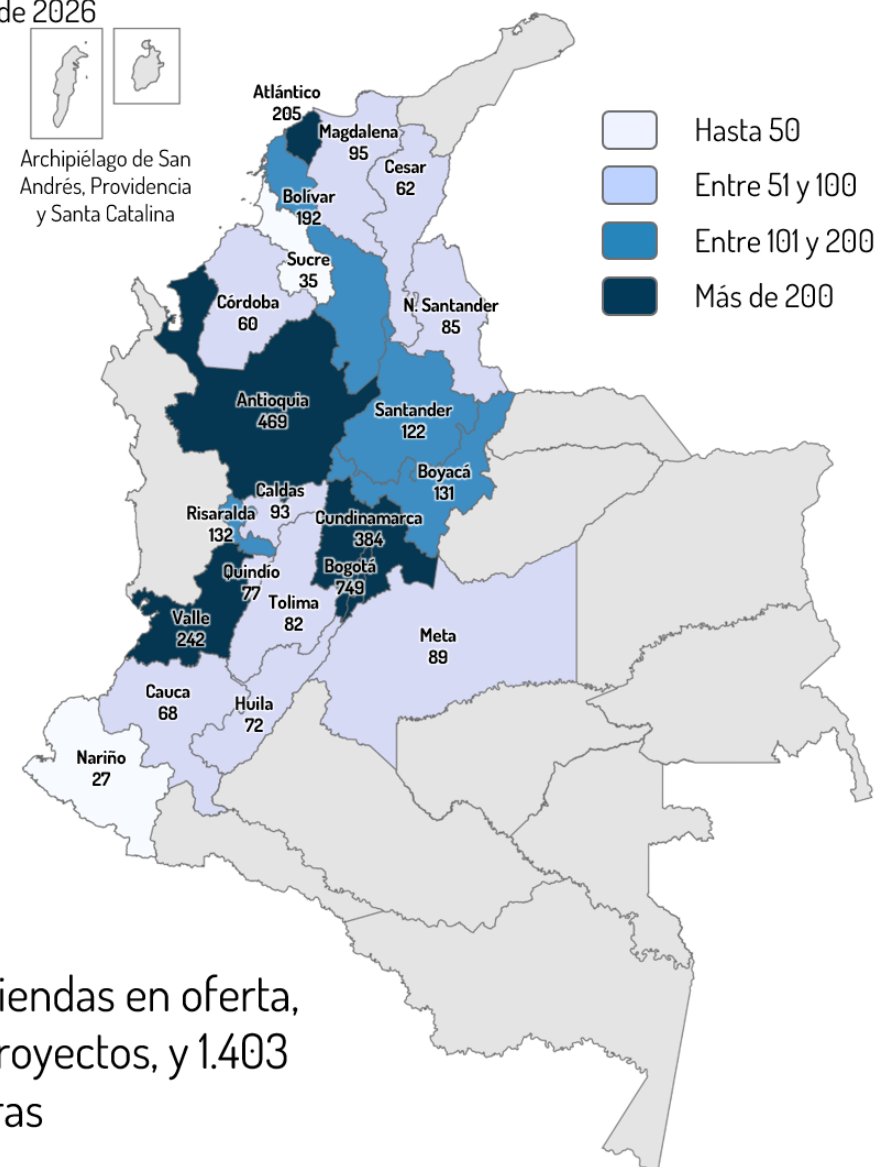 de 2026
Archipiélago de San
Andrés, Providencia
y Santa Catalina
Hasta 50
Entre 51 y 100
Entre 101 y 200
Más de 200
Atlántico
205
Magdalena
95
Cesar
62
Bolívar
192
Sucre
35
Córdoba
60
N. Santander
85
Antioquia
469
Santander
122
Boyacá
131
Caldas
93
Risaralda
132
Cundinamarca
384
Bogotá
749
Quindío
77
Tolima
82
Valle
242
Meta
89
Cauca
68
Huila
72
Nariño
27
iendas en oferta,
royectos, y 1.403
ras